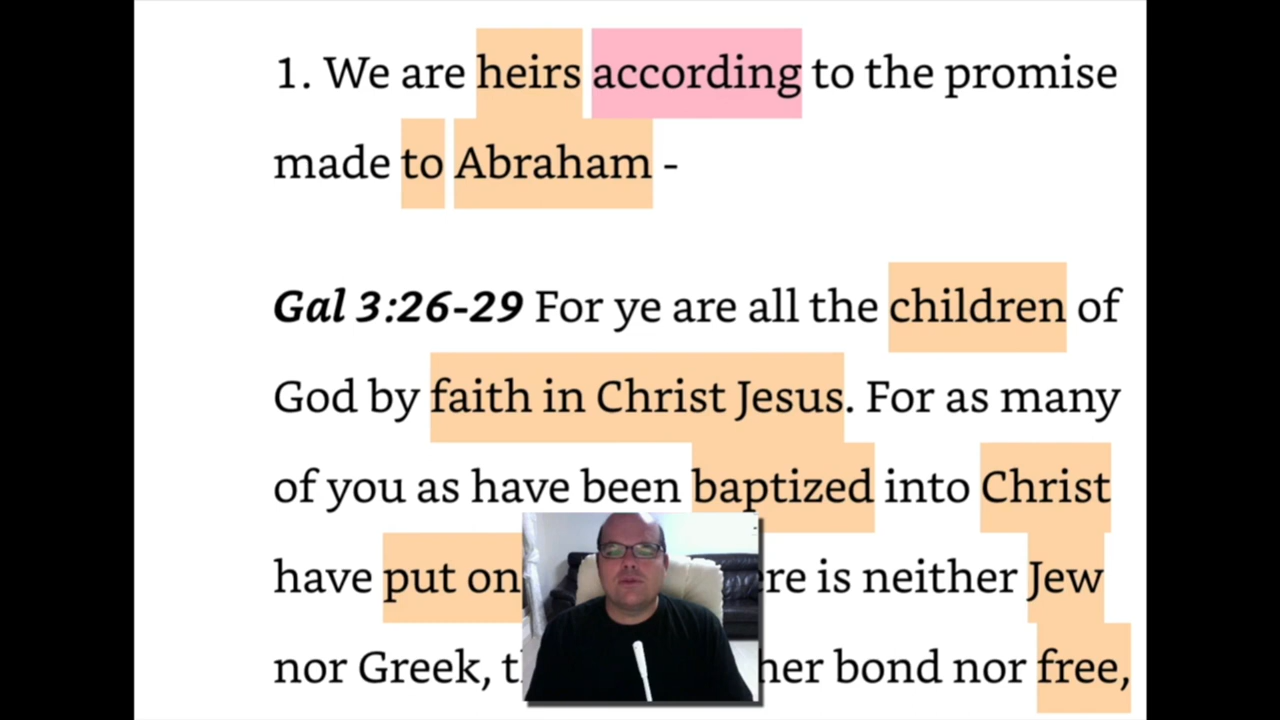 1. We are heirs according to the promise
made to Abraham -
Gal 3:26-29 For ye are all the children of
God by faith in Christ Jesus. For as many
of you as have been baptized into Christ
have put on is neither Jew
nor Greek, bond nor free,